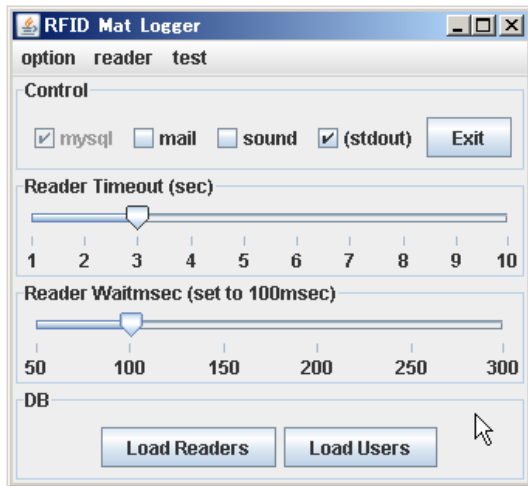 RFID Mat Logger
option reader test
Control
mysql mail sound (stdout) Exit
Reader Timeout (sec)
1 2 3 4 5 6 7 8 9 10
Reader Waitmsec (set to 100msec)
50 100 150 200 250 300
DB
Load Readers Load Users